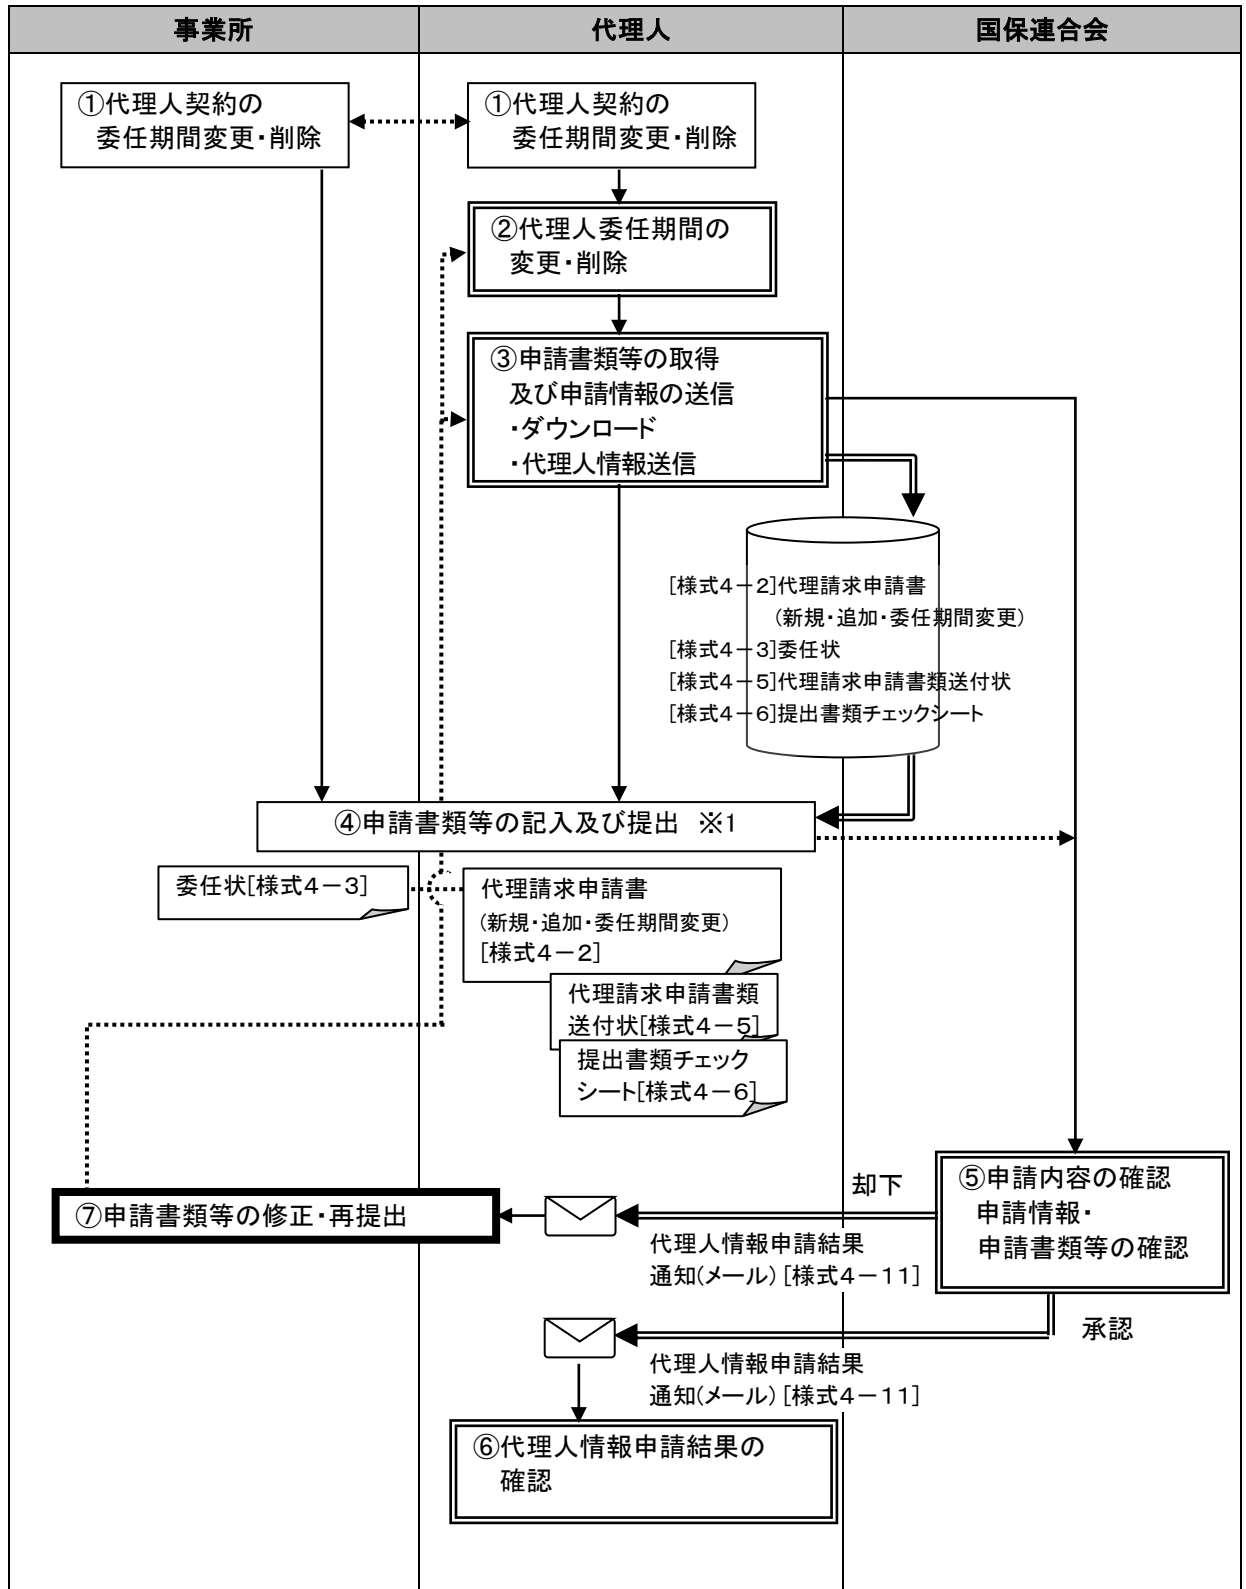 事業所
代理人
国保連合会
①代理人契約の
委任期間変更・削除
①代理人契約の
委任期間変更・削除
②代理人委任期間の
変更・削除
③申請書類等の取得
及び申請情報の送信
・ダウンロード
・代理人情報送信
[様式4－2]代理請求申請書
(新規・追加・委任期間変更)
[様式4－3]委任状
[様式4－5]代理請求申請書類送付状
[様式4－6]提出書類チェックシート
④申請書類等の記入及び提出 ※1
委任状[様式4－3]
代理請求申請書
(新規・追加・委任期間変更)
[様式4－2]
代理請求申請書類
送付状[様式4－5]
提出書類チェック
シート[様式4－6]
却下
⑤申請内容の確認
申請情報・
申請書類等の確認
⑦申請書類等の修正・再提出
代理人情報申請結果
通知(メール) [様式4－11]
承認
代理人情報申請結果
通知(メール) [様式4－11]
⑥代理人情報申請結果の
確認